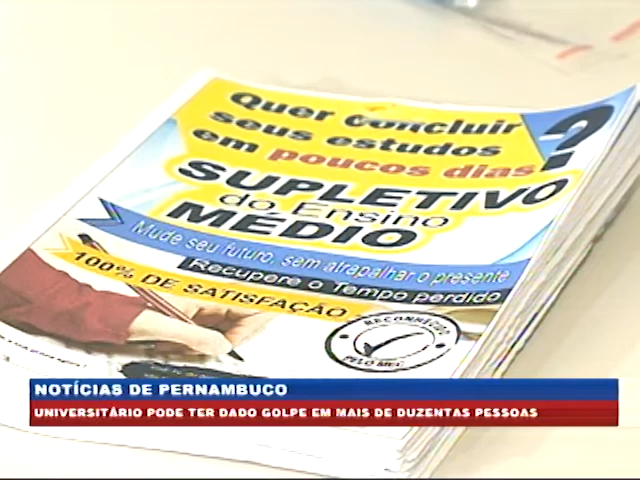 Quer Concluir
seus estudos
em poucos dias?
SUPLETIVO
do Ensino
MÉDIO
Mude seu futuro, sem atrapalhar o presente
Recupere o Tempo perdido
100% DE SATISFAÇÃO
RECONHECIDO
PELO MEC
NOTÍCIAS DE PERNAMBUCO
UNIVERSITÁRIO PODE TER DADO GOLPE EM MAIS DE DUZENTAS PESSOAS